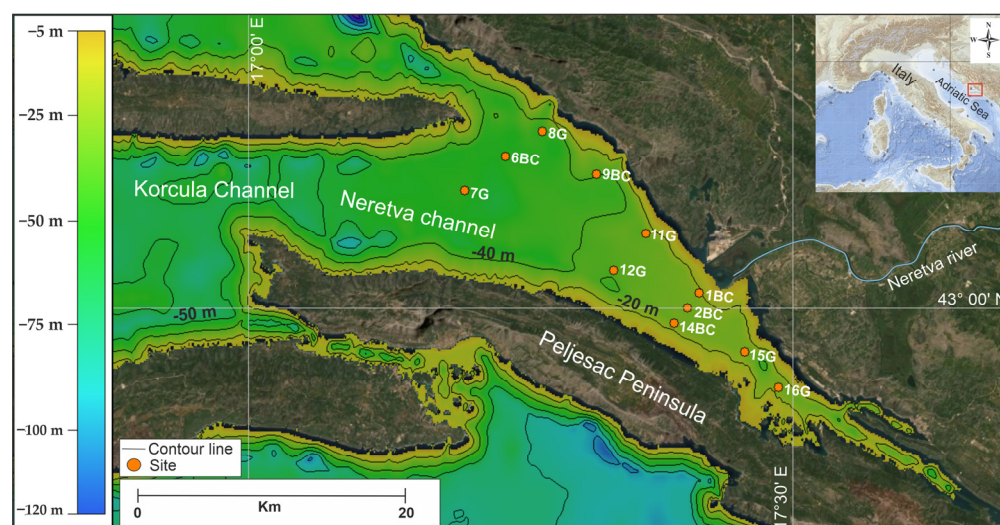 −5 m
−25 m
−50 m
−75 m
−100 m
−120 m
17°00' E
Italy
Adriatic Sea
N
W
E
S
8G
6BC
9BC
7G
Korcula Channel
Neretva channel
11G
-40 m
12G
Neretva river
1BC
-20 m
43° 00' N
2BC
-50 m
14BC
15G
Peljesac Peninsula
16G
Contour line
Site
17°30' E
Km
0
20